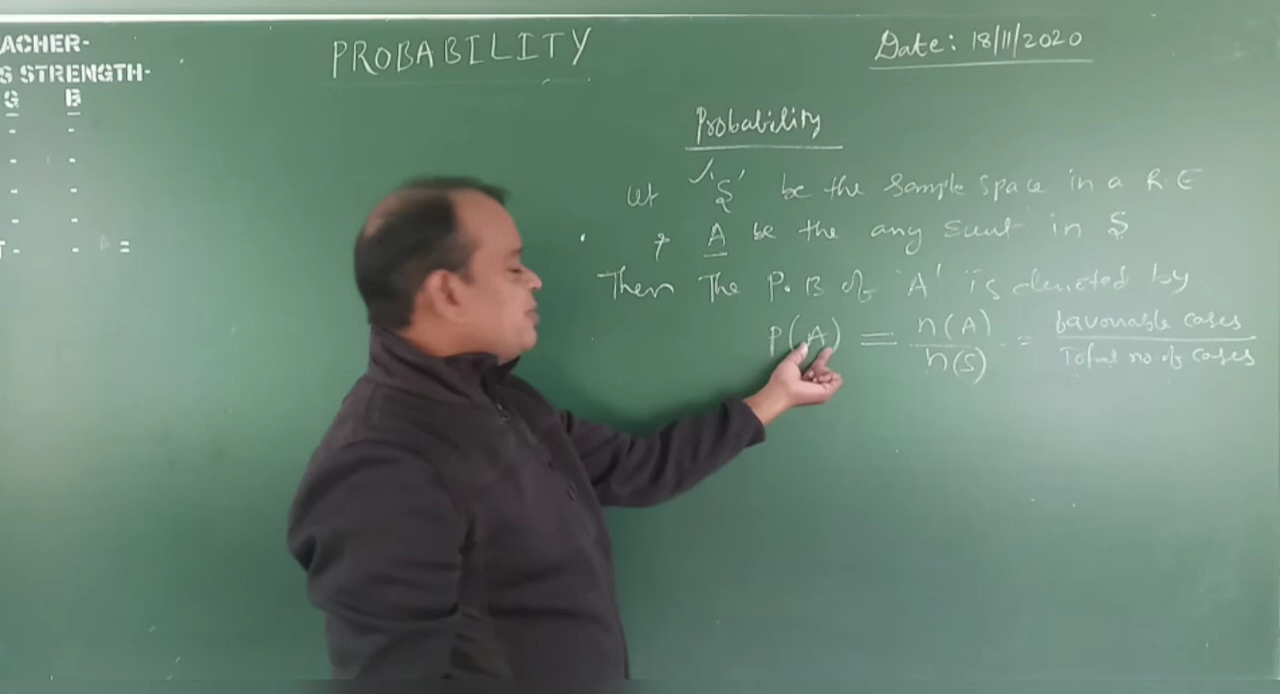 ACHER-
S STRENGTH-
G B
PROBABILITY
Date: 18/11/2020
Probability
Let 'S' be the Sample Space in a R.E
& A be the any Event in S
Then The P.B of 'A' is denoted by
P(A) = n(A)/n(S) = favourable cases/Total no of cases